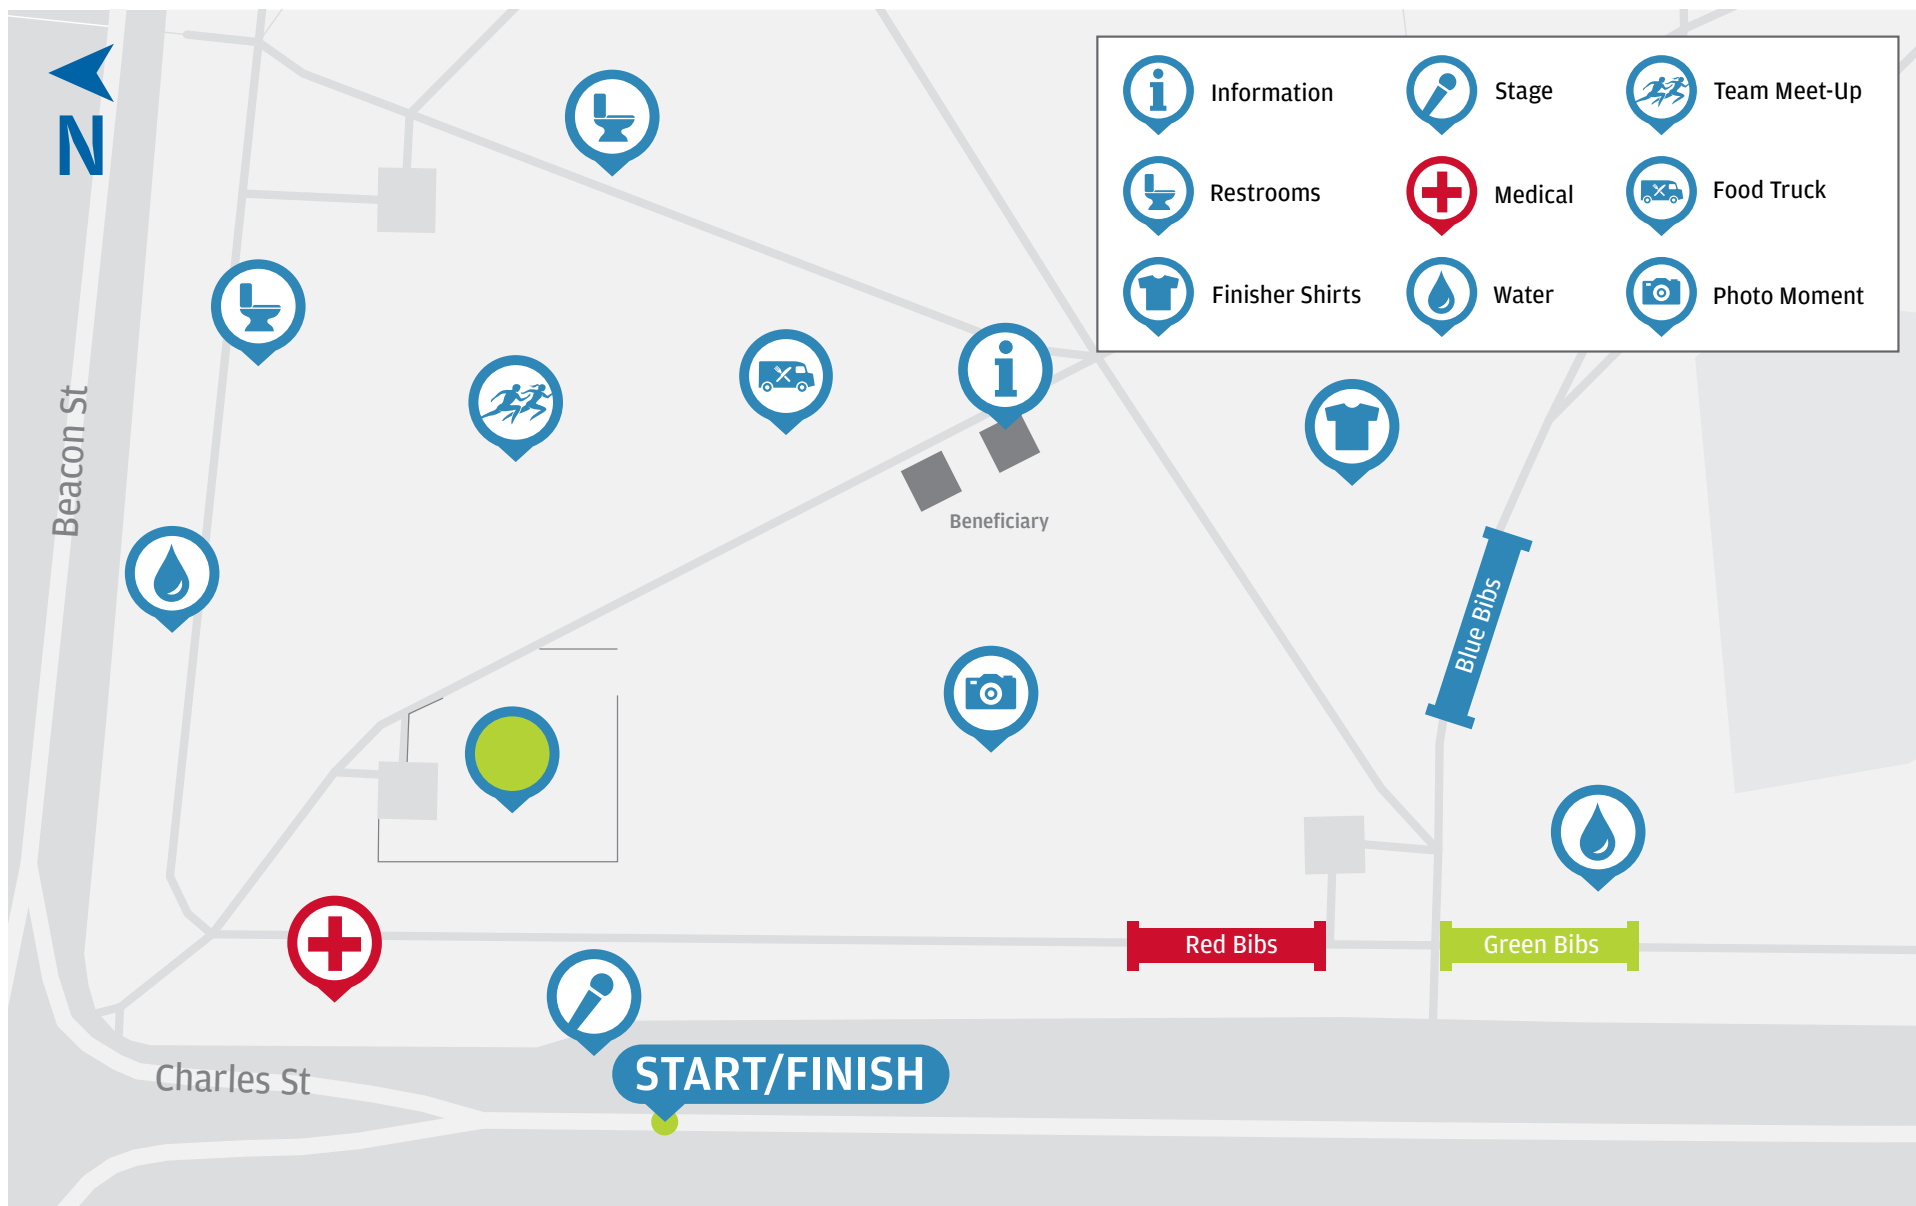 N
Information
Stage
Team Meet-Up
Restrooms
Medical
Food Truck
Finisher Shirts
Water
Photo Moment
Beacon St
Beneficiary
Blue Bibs
Red Bibs
Green Bibs
START/FINISH
Charles St